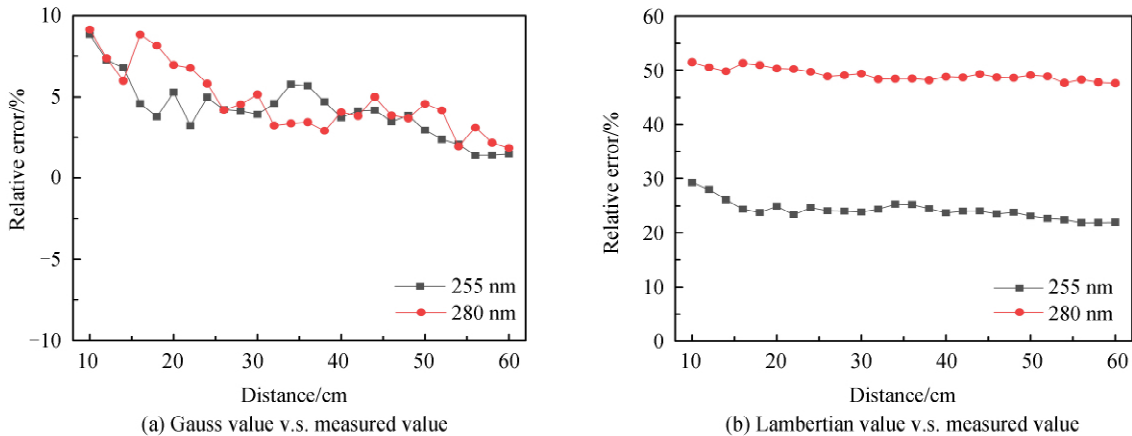 10
5
0
−5
−10
Relative error/%
255 nm
280 nm
10 20 30 40 50 60
Distance/cm
(a) Gauss value v.s. measured value
60
50
40
30
20
10
0
Relative error/%
255 nm
280 nm
10 20 30 40 50 60
Distance/cm
(b) Lambertian value v.s. measured value